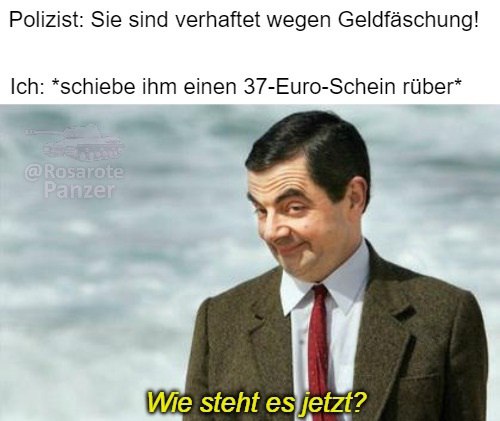 Polizist: Sie sind verhaftet wegen Geldfäschung!
Ich: *schiebe ihm einen 37-Euro-Schein rüber*
@Rosarote
Panzer
Wie steht es jetzt?